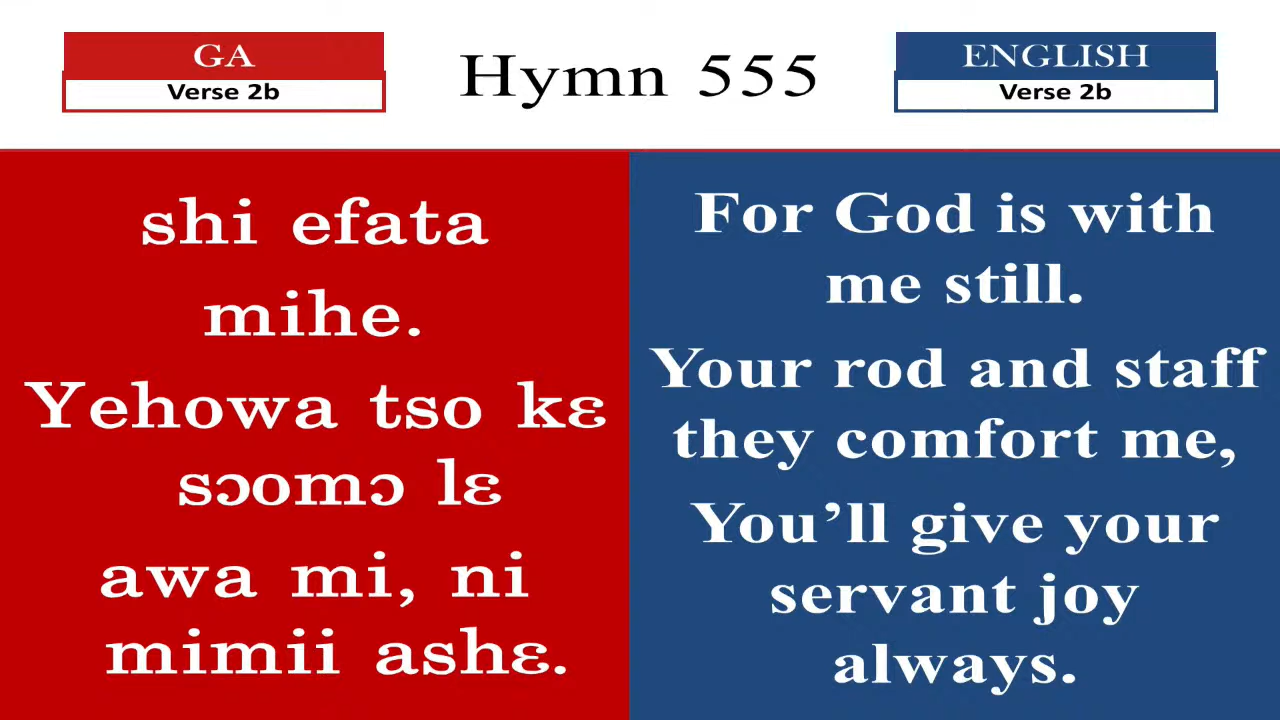 GA
Verse 2b
Hymn 555
ENGLISH
Verse 2b
shi efata
mihe.
Yehowa tso kɛ
sɔomɔ lɛ
awa mi, ni
mimii ashɛ.
For God is with
me still.
Your rod and staff
they comfort me,
You’ll give your
servant joy
always.